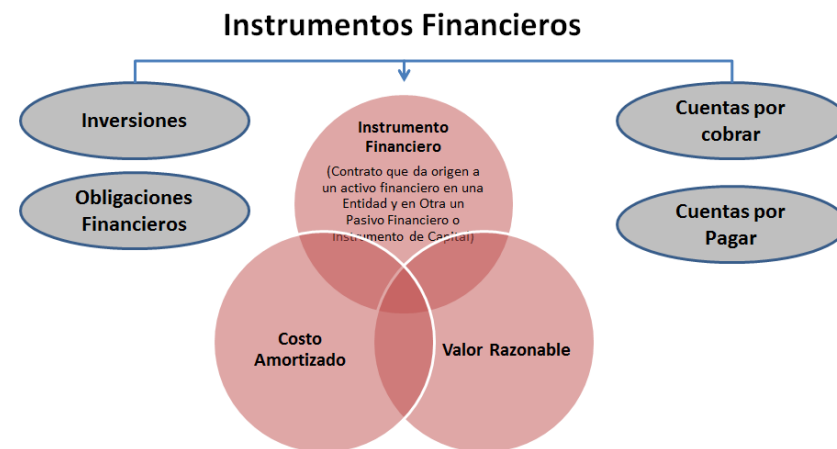 Instrumentos Financieros
Inversiones
Obligaciones
Financieros
Instrumento
Financiero
(Contrato que da origen a
un activo financiero en una
Entidad y en Otra un
Pasivo Financiero o
Instrumento de Capital)
Costo
Amortizado
Valor Razonable
Cuentas por
cobrar
Cuentas por
Pagar